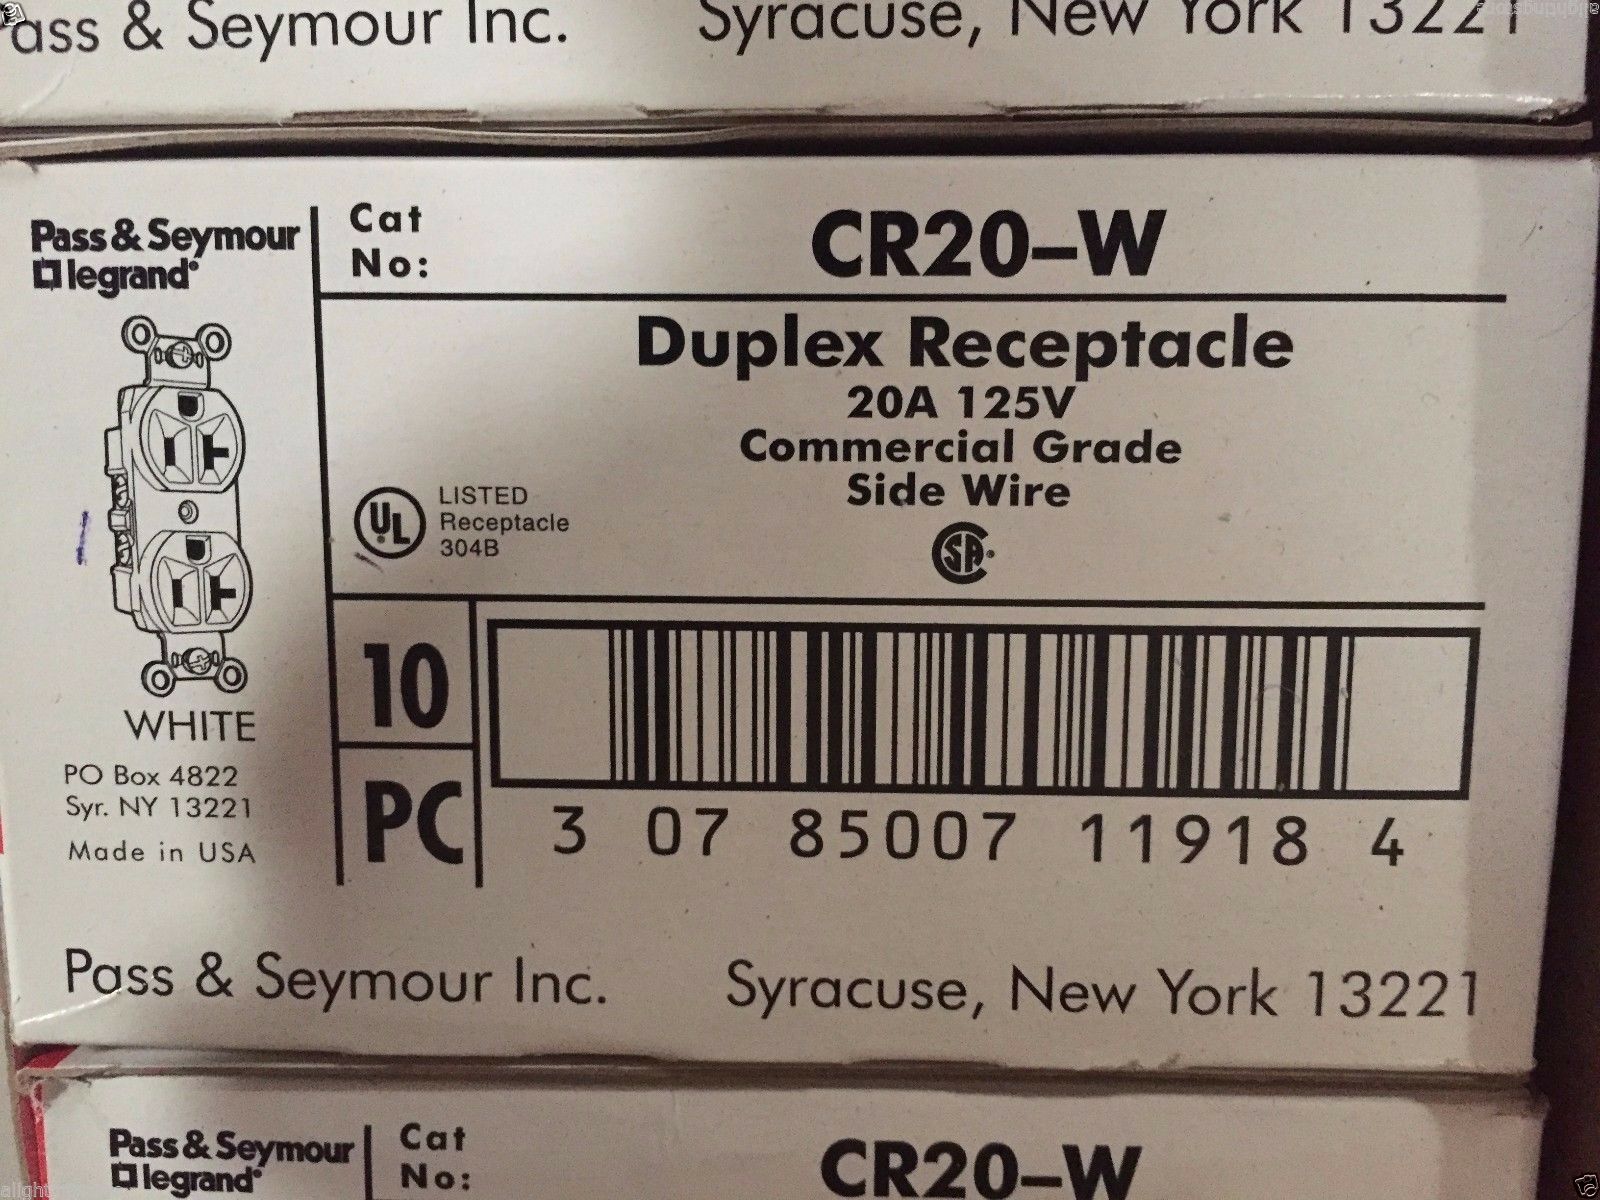 ass & Seymour Inc. Syracuse, New York 13221
Pass & Seymour
legrand®
Cat
No:
CR20-W
Duplex Receptacle
20A 125V
Commercial Grade
Side Wire
UL
LISTED
Receptacle
304B
SA
WHITE
PO Box 4822
Syr. NY 13221
Made in USA
10
PC
3 07 85007 11918 4
Pass & Seymour Inc. Syracuse, New York 13221
Pass & Seymour
legrand®
Cat
No:
CR20-W